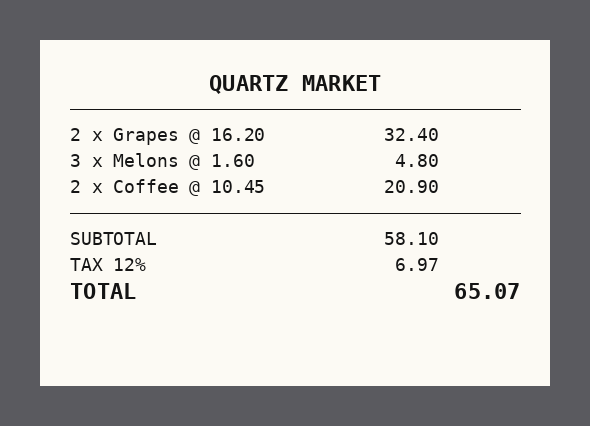 QUARTZ MARKET
2 x Grapes @ 16.20 32.40
3 x Melons @ 1.60 4.80
2 x Coffee @ 10.45 20.90
SUBTOTAL 58.10
TAX 12% 6.97
TOTAL 65.07